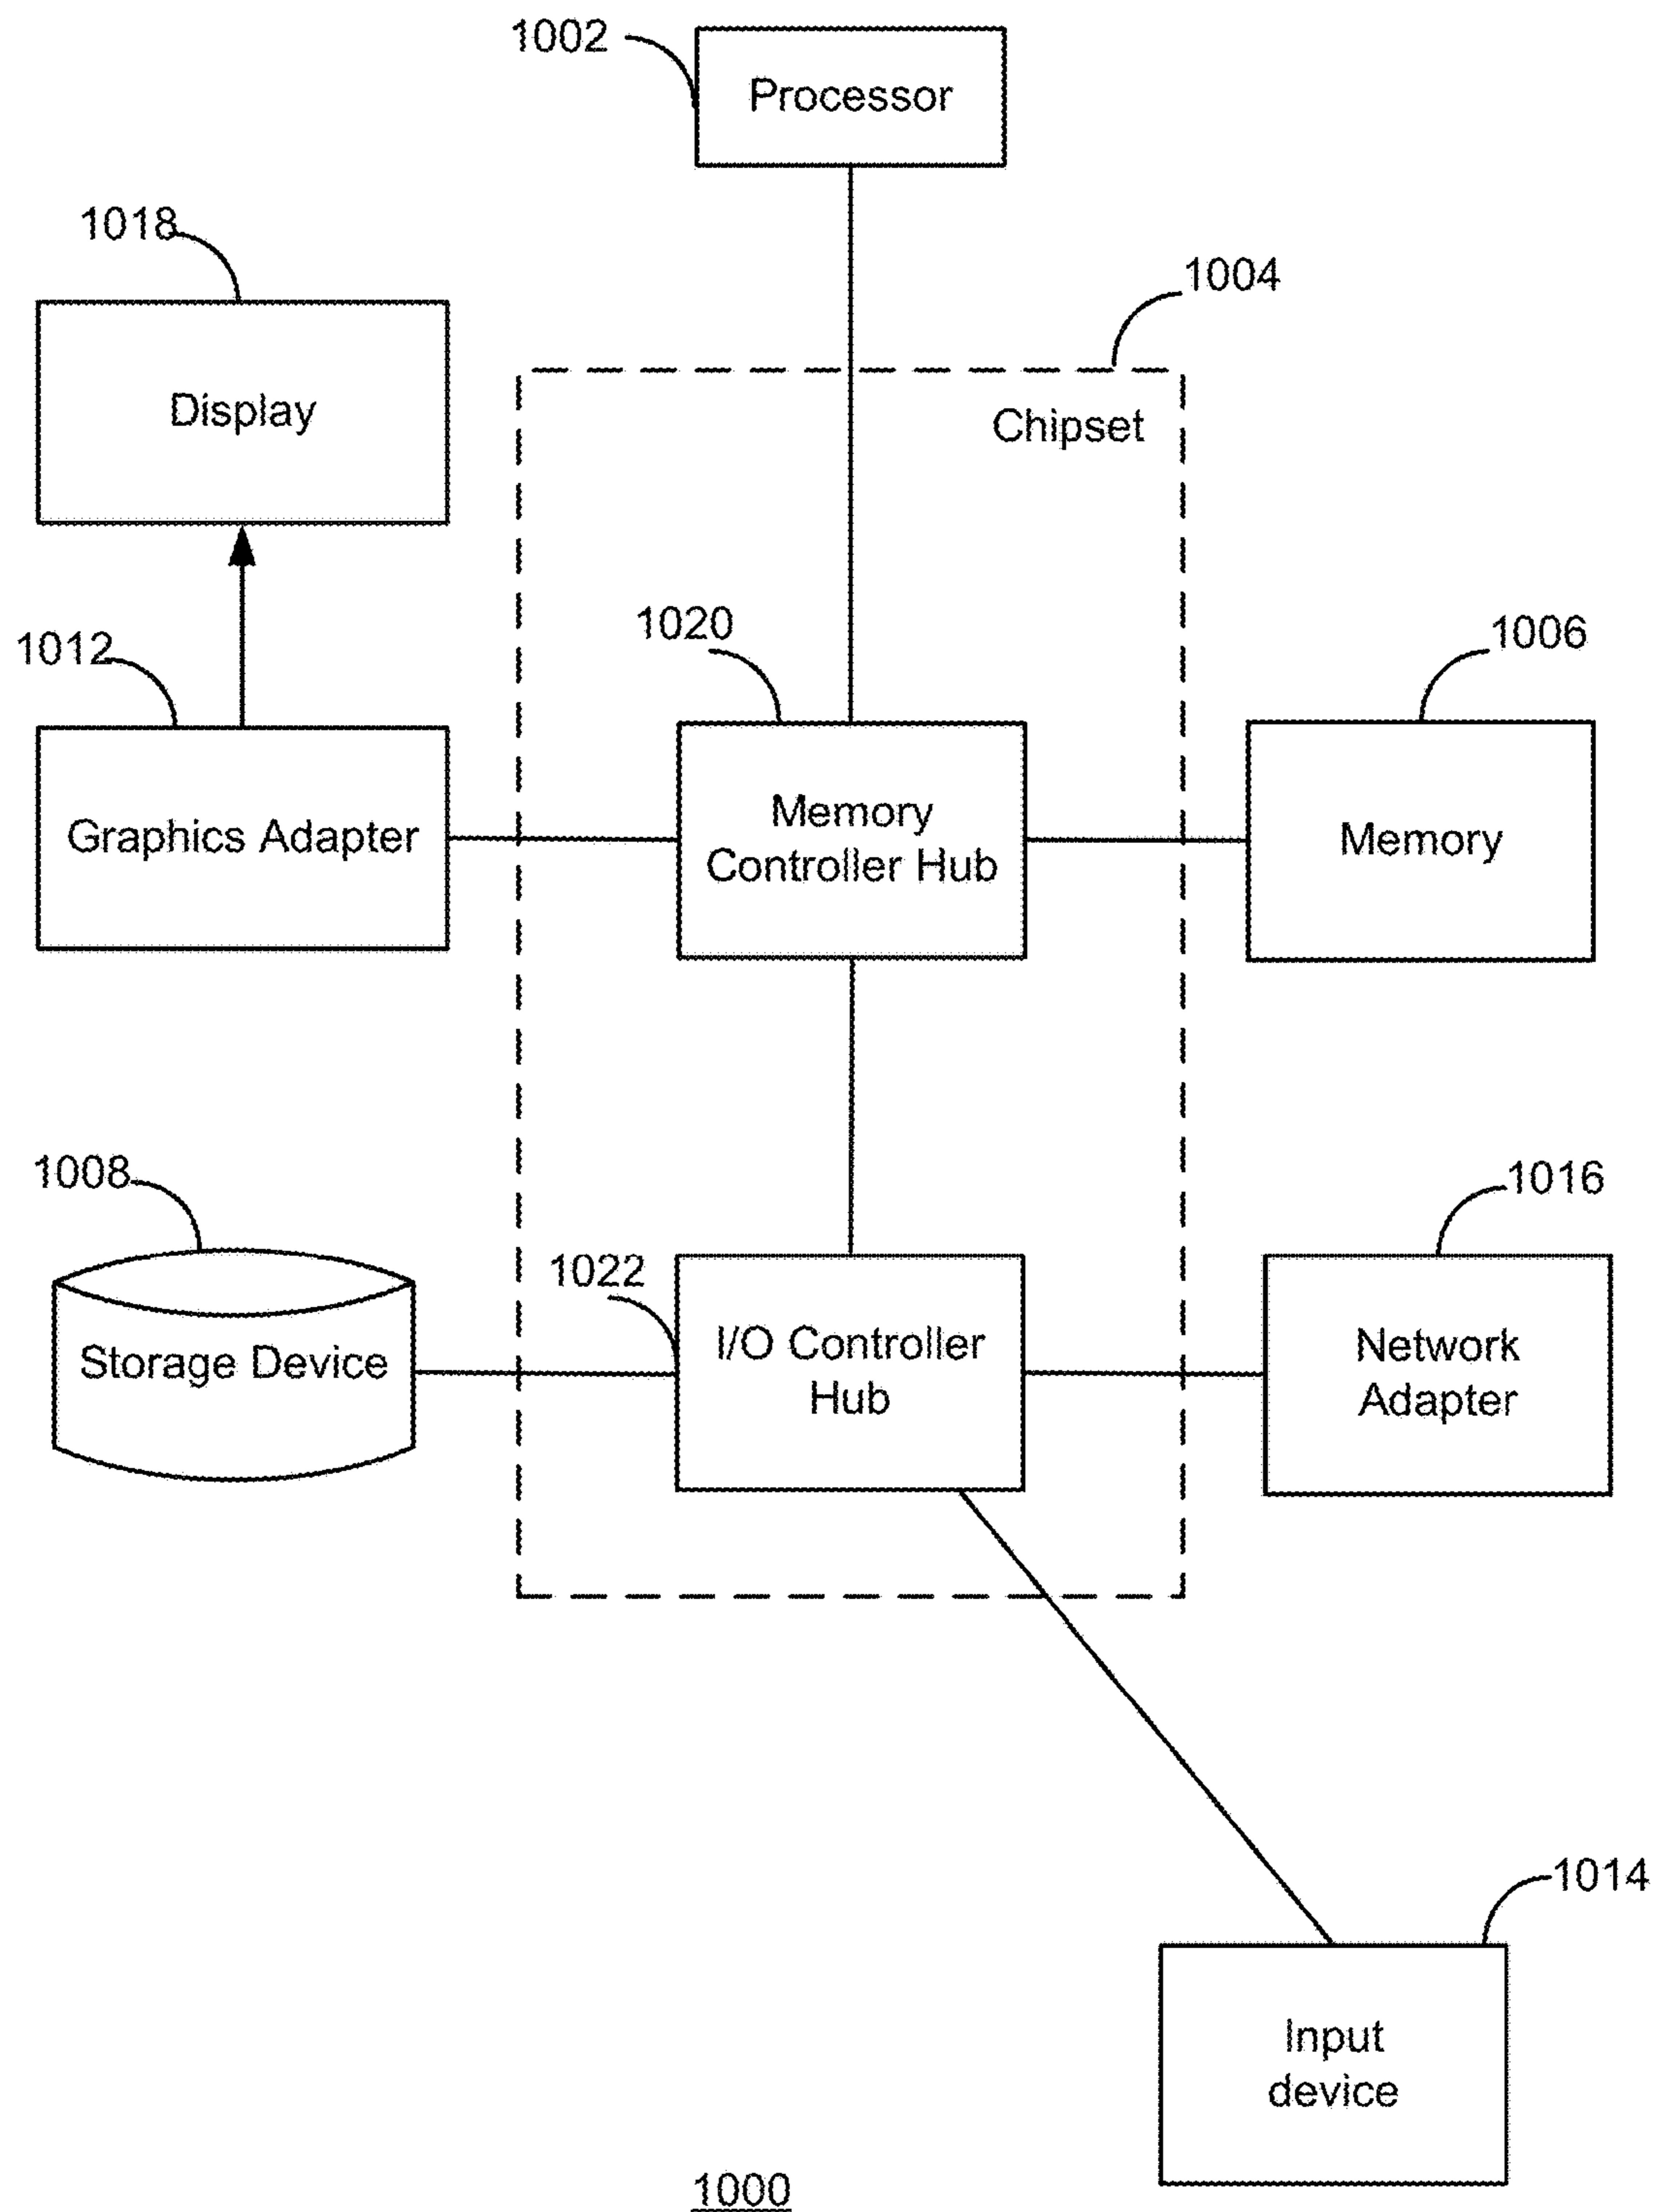 1002
Processor
1018
1004
Display
Chipset
1020
1006
1012
Graphics Adapter
Memory
Controller Hub
Memory
1008
1016
1022
Storage Device
I/O Controller
Hub
Network
Adapter
1014
Input
device
1000